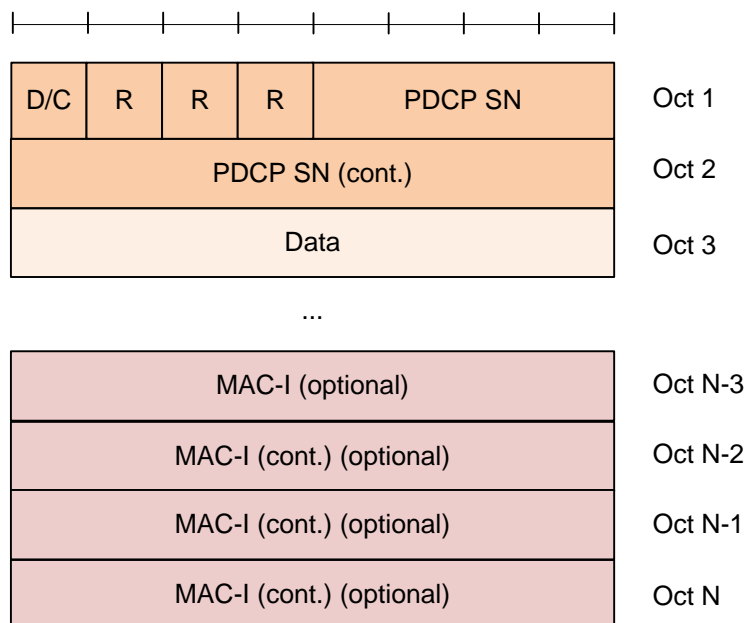 D/C R R R PDCP SN Oct 1
PDCP SN (cont.) Oct 2
Data Oct 3
...
MAC-I (optional) Oct N-3
MAC-I (cont.) (optional) Oct N-2
MAC-I (cont.) (optional) Oct N-1
MAC-I (cont.) (optional) Oct N